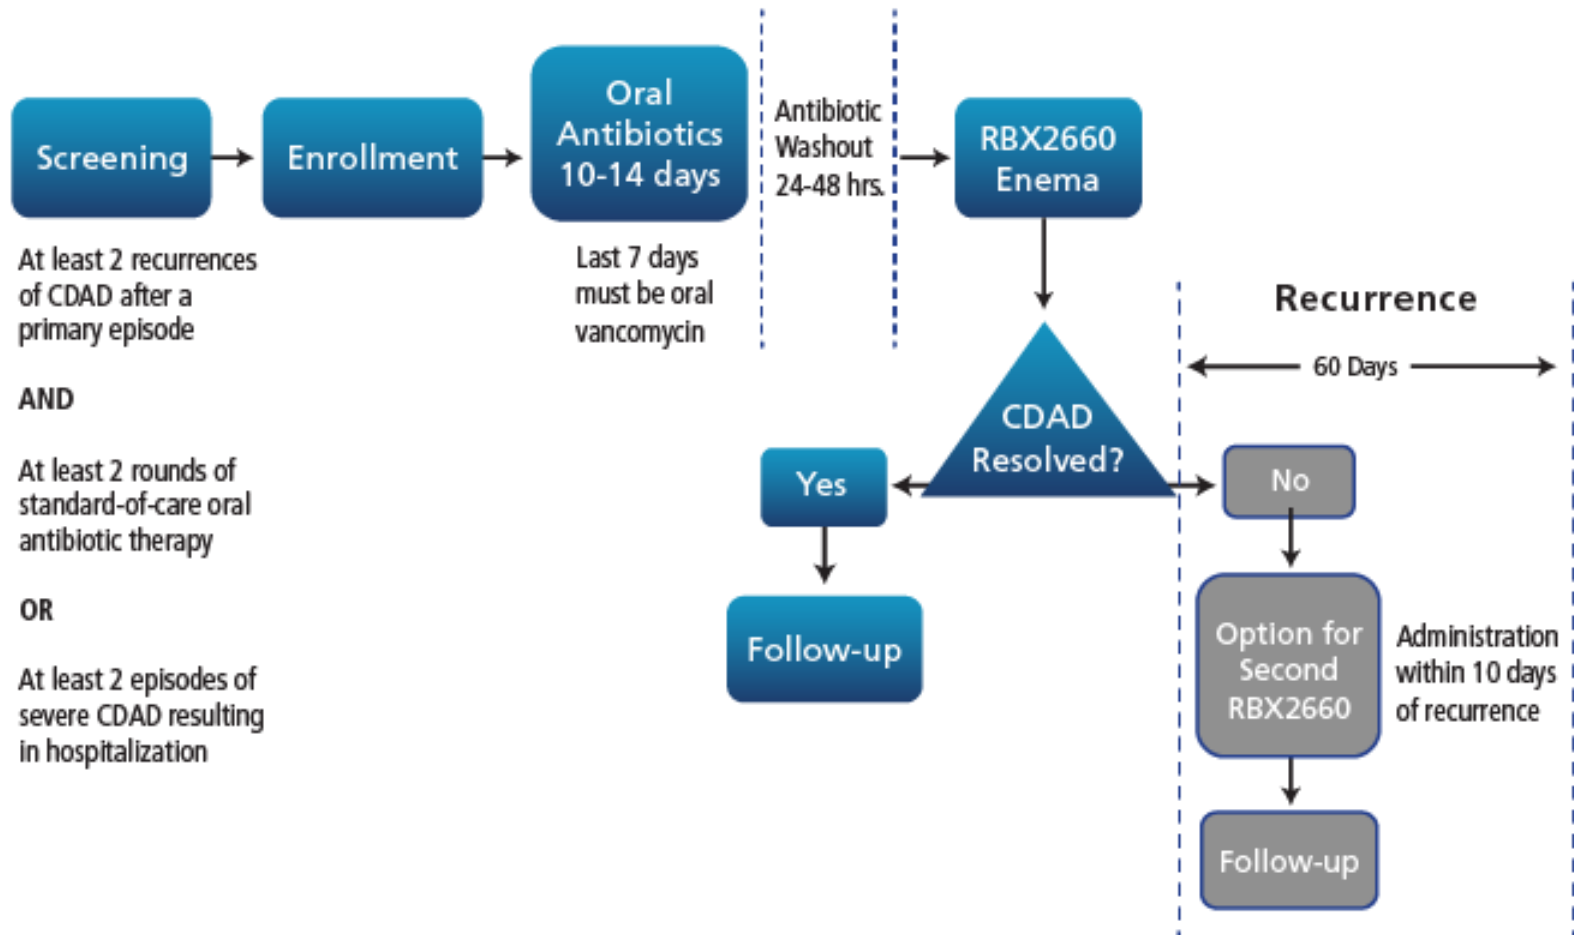 Screening
Enrollment
Oral
Antibiotics
10-14 days
Antibiotic
Washout
24-48 hrs.
RBX2660
Enema
At least 2 recurrences
of CDAD after a
primary episode
AND
At least 2 rounds of
standard-of-care oral
antibiotic therapy
OR
At least 2 episodes of
severe CDAD resulting
in hospitalization
Last 7 days
must be oral
vancomycin
CDAD
Resolved?
Yes
Follow-up
Recurrence
60 Days
No
Option for
Second
RBX2660
Administration
within 10 days
of recurrence
Follow-up